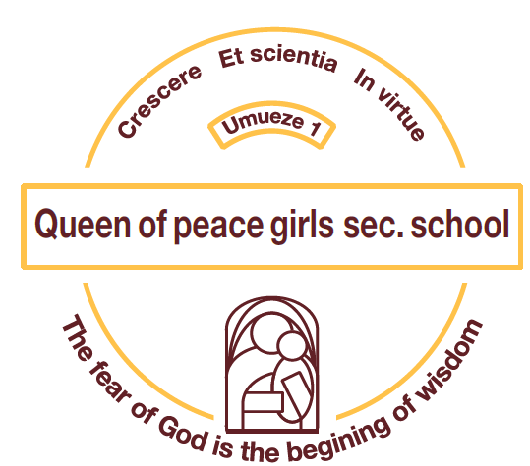 Crescere Et scientia In virtue
Umueze 1
Queen of peace girls sec. school
The fear of God is the begining of wisdom